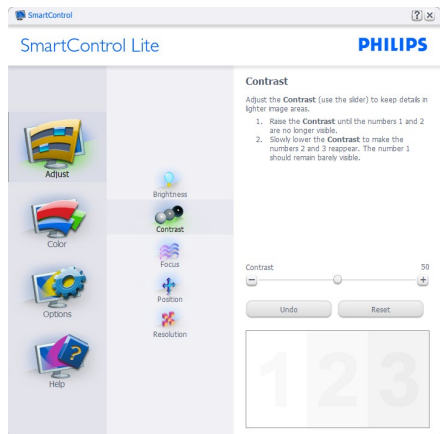 SmartControl
SmartControl Lite
PHILIPS
Adjust
Color
Options
Help
Brightness
Contrast
Focus
Position
Resolution
Contrast
Adjust the Contrast (use the slider) to keep details in
lighter image areas.
1. Raise the Contrast until the numbers 1 and 2
are no longer visible.
2. Slowly lower the Contrast to make the
numbers 2 and 3 reappear. The number 1
should remain barely visible.
Contrast 50
Undo Reset
1 2 3